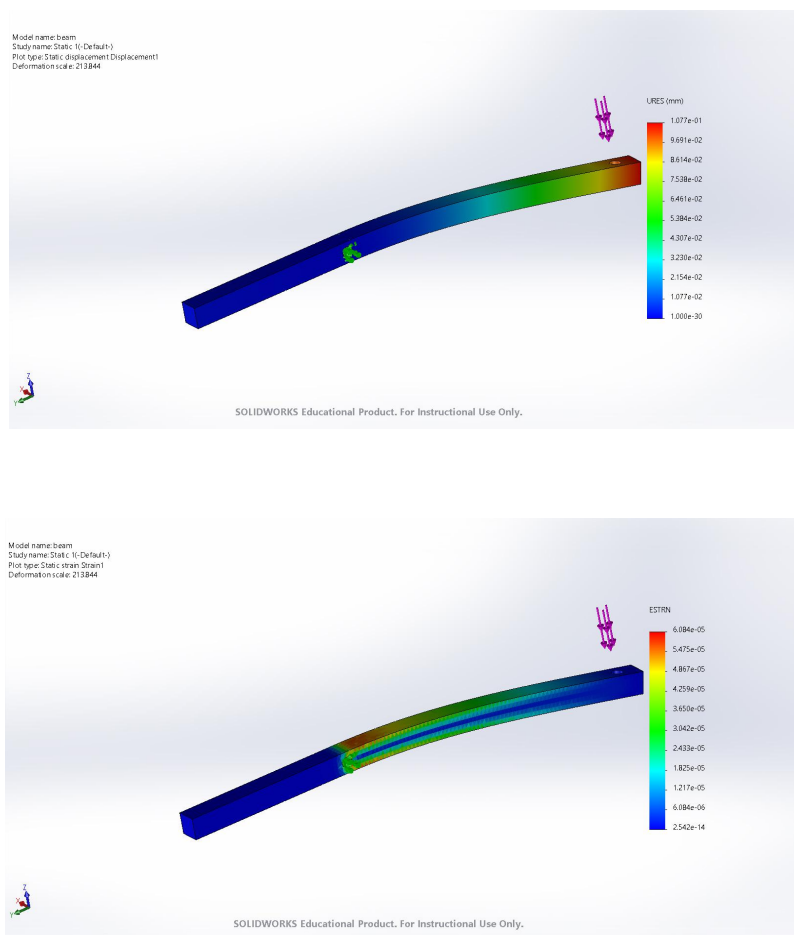 Model name: beam
Study name: Static 1(-Default-)
Plot type: Static displacement Displacement1
Deformation scale: 213.844
URES (mm)
1.077e-01
9.691e-02
8.614e-02
7.538e-02
6.461e-02
5.384e-02
4.307e-02
3.230e-02
2.154e-02
1.077e-02
1.000e-30
Z
X
Y
SOLIDWORKS Educational Product. For Instructional Use Only.
Model name: beam
Study name: Static 1(-Default-)
Plot type: Static strain Strain1
Deformation scale: 213.844
ESTRN
6.084e-05
5.475e-05
4.867e-05
4.259e-05
3.650e-05
3.042e-05
2.433e-05
1.825e-05
1.217e-05
6.084e-06
2.542e-14
Z
X
Y
SOLIDWORKS Educational Product. For Instructional Use Only.